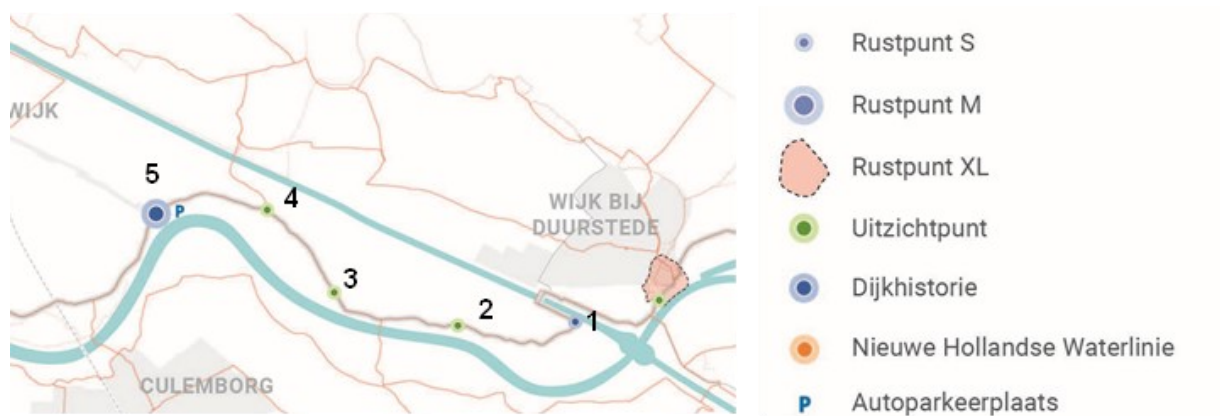 WIJK
5
P
4
WIJK BIJ
DUURSTEDE
3
2
1
CULEMBORG
Rustpunt S
Rustpunt M
Rustpunt XL
Uitzichtpunt
Dijkhistorie
Nieuwe Hollandse Waterlinie
P Autoparkeerplaats